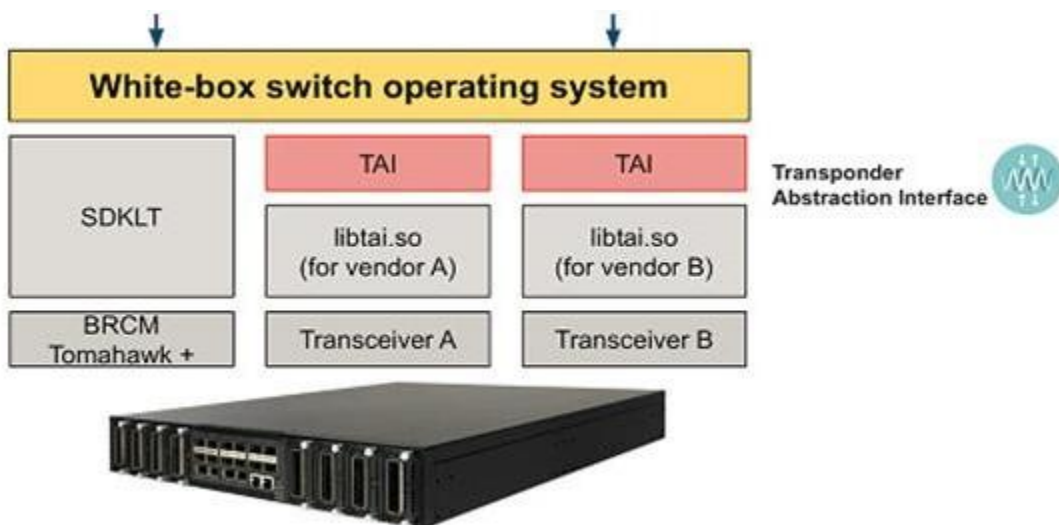 White-box switch operating system
SDKLT
TAI
TAI
Transponder
Abstraction Interface
libtai.so
(for vendor A)
libtai.so
(for vendor B)
BRCM
Tomahawk +
Transceiver A
Transceiver B